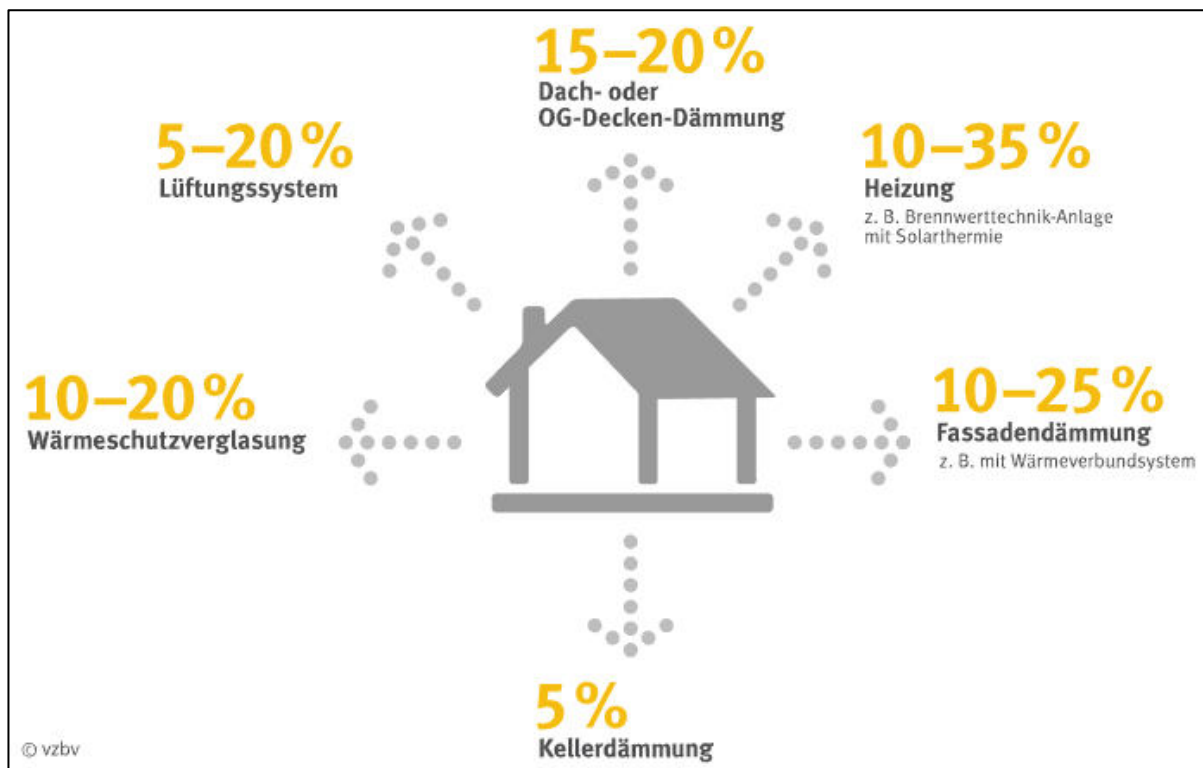 15–20 %
Dach- oder
OG-Decken-Dämmung
5–20 %
Lüftungssystem
10–35 %
Heizung
z. B. Brennwerttechnik-Anlage
mit Solarthermie
10–20 %
Wärmeschutzverglasung
10–25 %
Fassadendämmung
z. B. mit Wärmeverbundsystem
5 %
Kellerdämmung
© vzbv